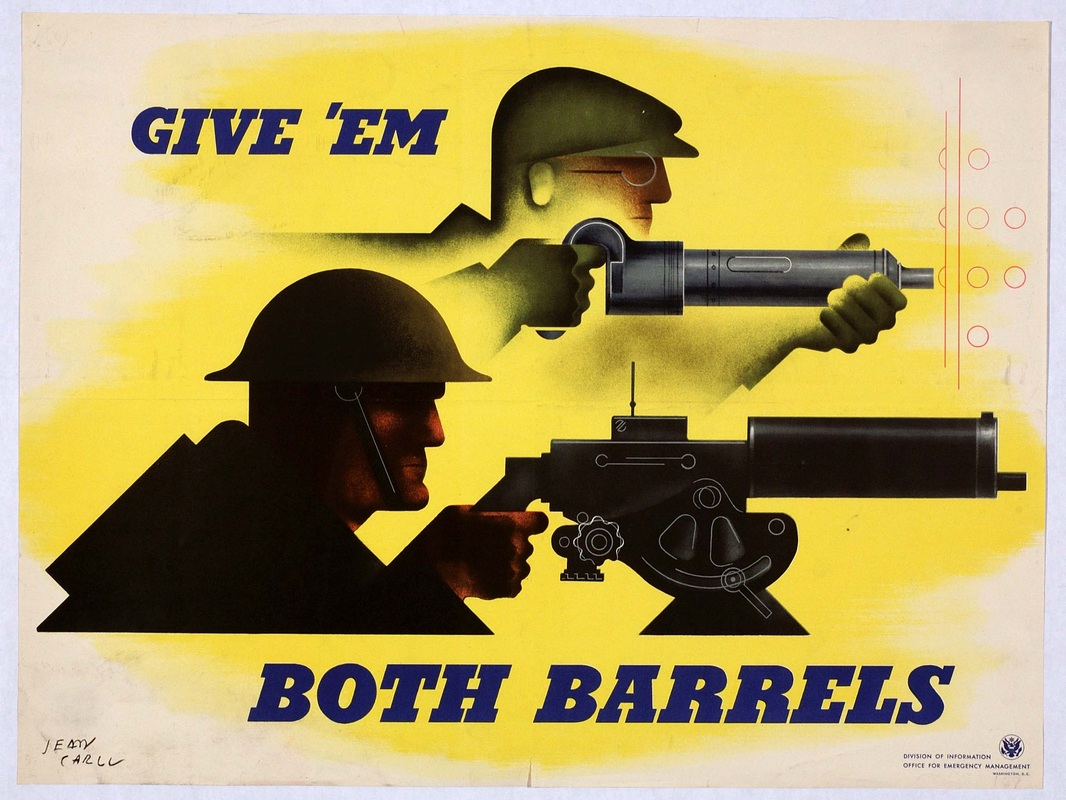 GIVE 'EM
BOTH BARRELS
JEAN
CARLU
DIVISION OF INFORMATION
OFFICE FOR EMERGENCY MANAGEMENT
WASHINGTON, D.C.